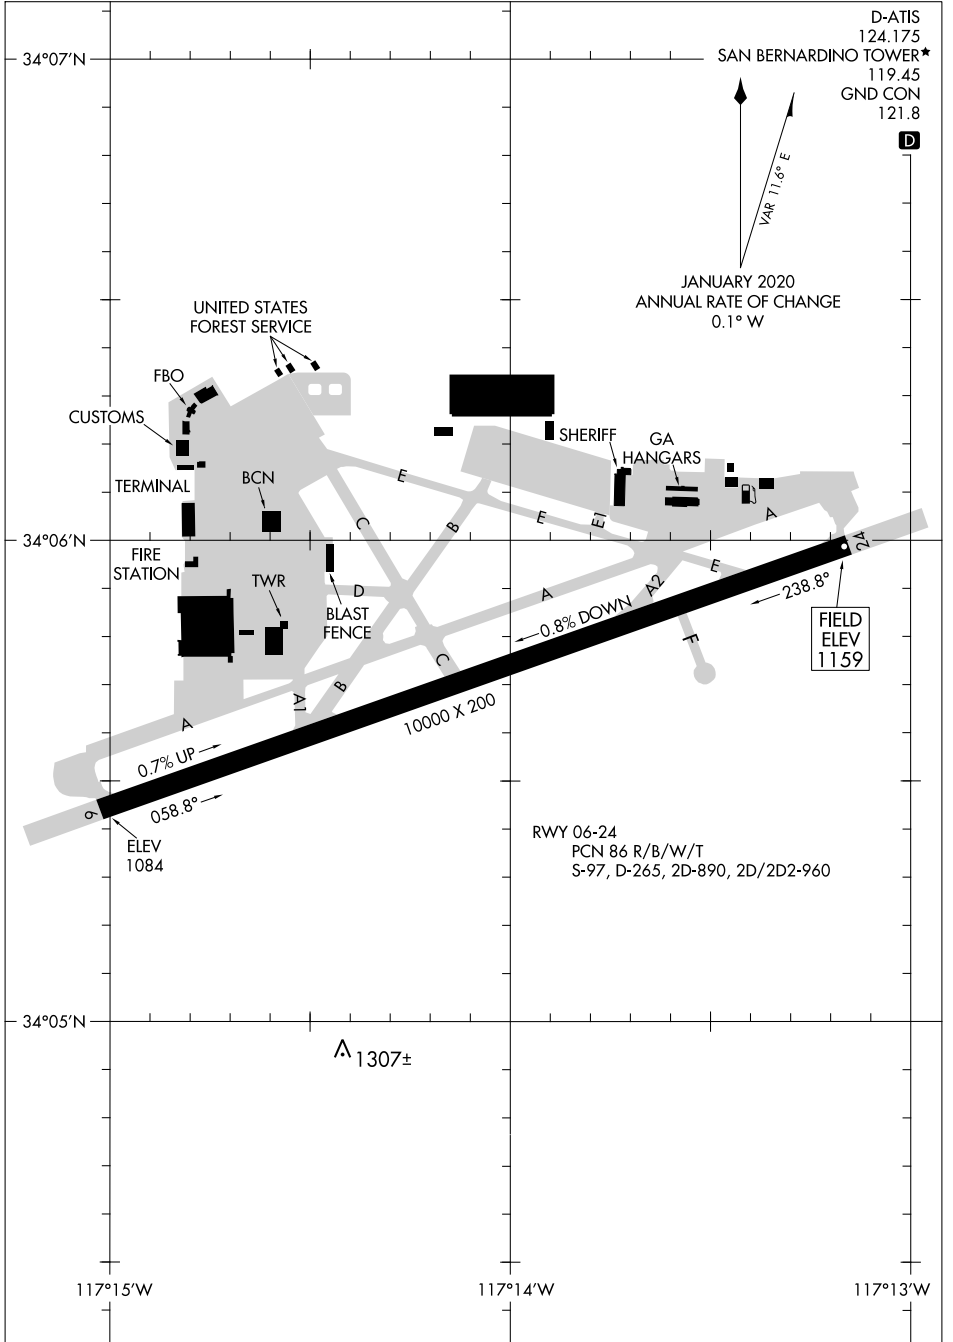 D-ATIS
124.175
34°07'N
SAN BERNARDINO TOWER★
119.45
GND CON
121.8
D
VAR 11.6° E
JANUARY 2020
ANNUAL RATE OF CHANGE
0.1° W
UNITED STATES
FOREST SERVICE
FBO
CUSTOMS
SHERIFF
GA
HANGARS
TERMINAL
BCN
E
C
B
E
E1
A
34°06'N
24
FIRE
STATION
TWR
D
BLAST
FENCE
A
A2
E
238.8°
0.8% DOWN
FIELD
ELEV
1159
F
C
B
A1
A
10000 X 200
0.7% UP
058.8°
6
ELEV
1084
RWY 06-24
PCN 86 R/B/W/T
S-97, D-265, 2D-890, 2D/2D2-960
34°05'N
1307±
117°15'W
117°14'W
117°13'W